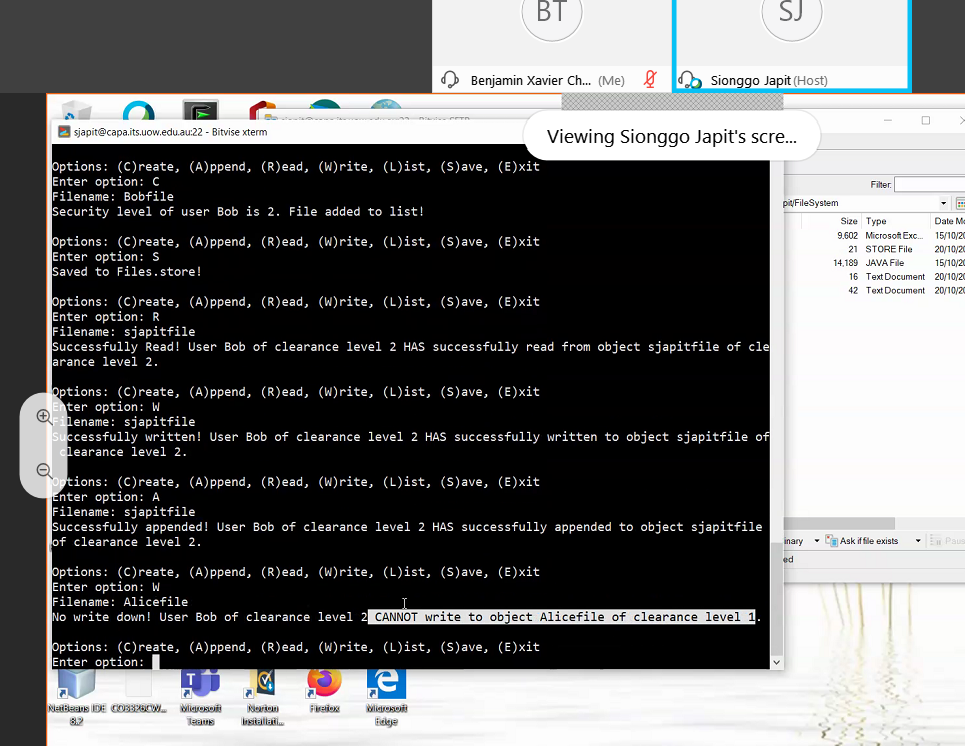 BT
SJ
Benjamin Xavier Ch... (Me)
Sionggo Japit (Host)
Viewing Sionggo Japit's scre...
sjapit@capa.its.uow.edu.au:22 - Bitvise xterm
Options: (C)reate, (A)ppend, (R)ead, (W)rite, (L)ist, (S)ave, (E)xit
Enter option: C
Filename: Bobfile
Security level of user Bob is 2. File added to list!
Options: (C)reate, (A)ppend, (R)ead, (W)rite, (L)ist, (S)ave, (E)xit
Enter option: S
Saved to Files.store!
Options: (C)reate, (A)ppend, (R)ead, (W)rite, (L)ist, (S)ave, (E)xit
Enter option: R
Filename: sjapitfile
Successfully Read! User Bob of clearance level 2 HAS successfully read from object sjapitfile of cle
arance level 2.
Options: (C)reate, (A)ppend, (R)ead, (W)rite, (L)ist, (S)ave, (E)xit
Enter option: W
Filename: sjapitfile
Successfully written! User Bob of clearance level 2 HAS successfully written to object sjapitfile of
clearance level 2.
Options: (C)reate, (A)ppend, (R)ead, (W)rite, (L)ist, (S)ave, (E)xit
Enter option: A
Filename: sjapitfile
Successfully appended! User Bob of clearance level 2 HAS successfully appended to object sjapitfile
of clearance level 2.
Options: (C)reate, (A)ppend, (R)ead, (W)rite, (L)ist, (S)ave, (E)xit
Enter option: W
Filename: Alicefile
No write down! User Bob of clearance level 2 CANNOT write to object Alicefile of clearance level 1.
Options: (C)reate, (A)ppend, (R)ead, (W)rite, (L)ist, (S)ave, (E)xit
Enter option:
Filter:
pit/FileSystem
Size Type Date Mo
9,602 Microsoft Exc... 15/10/20
21 STORE File 20/10/20
14,189 JAVA File 15/10/20
16 Text Document 20/10/20
42 Text Document 20/10/20
inary Ask if file exists Paus
ed
NetBeans IDE 8.2
CO3326CW...
Microsoft Teams
Norton Installati...
Firefox
Microsoft Edge